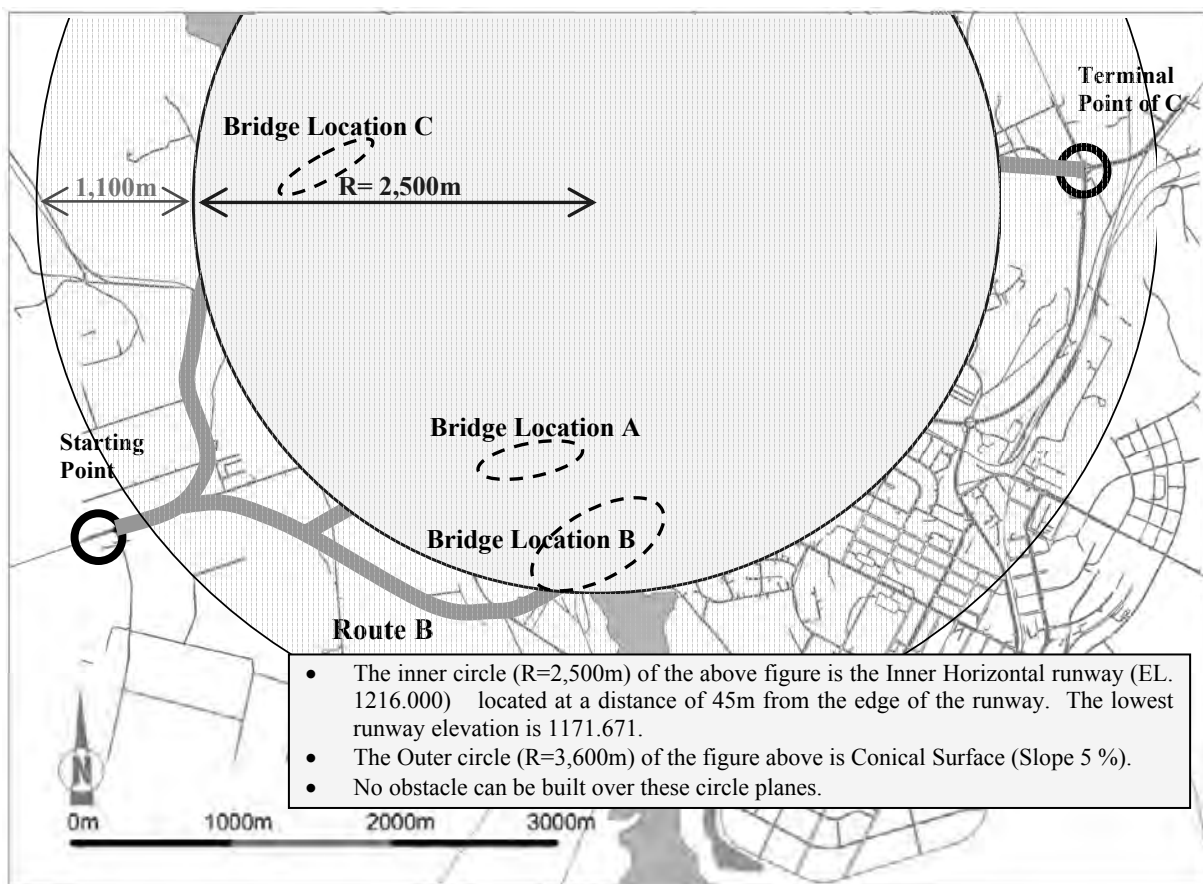 Terminal
Point of C
Bridge Location C
1,100m
R= 2,500m
Bridge Location A
Starting
Point
Bridge Location B
Route B
• The inner circle (R=2,500m) of the above figure is the Inner Horizontal runway (EL.
1216.000) located at a distance of 45m from the edge of the runway. The lowest
runway elevation is 1171.671.
• The Outer circle (R=3,600m) of the figure above is Conical Surface (Slope 5 %).
• No obstacle can be built over these circle planes.
N
0m 1000m 2000m 3000m